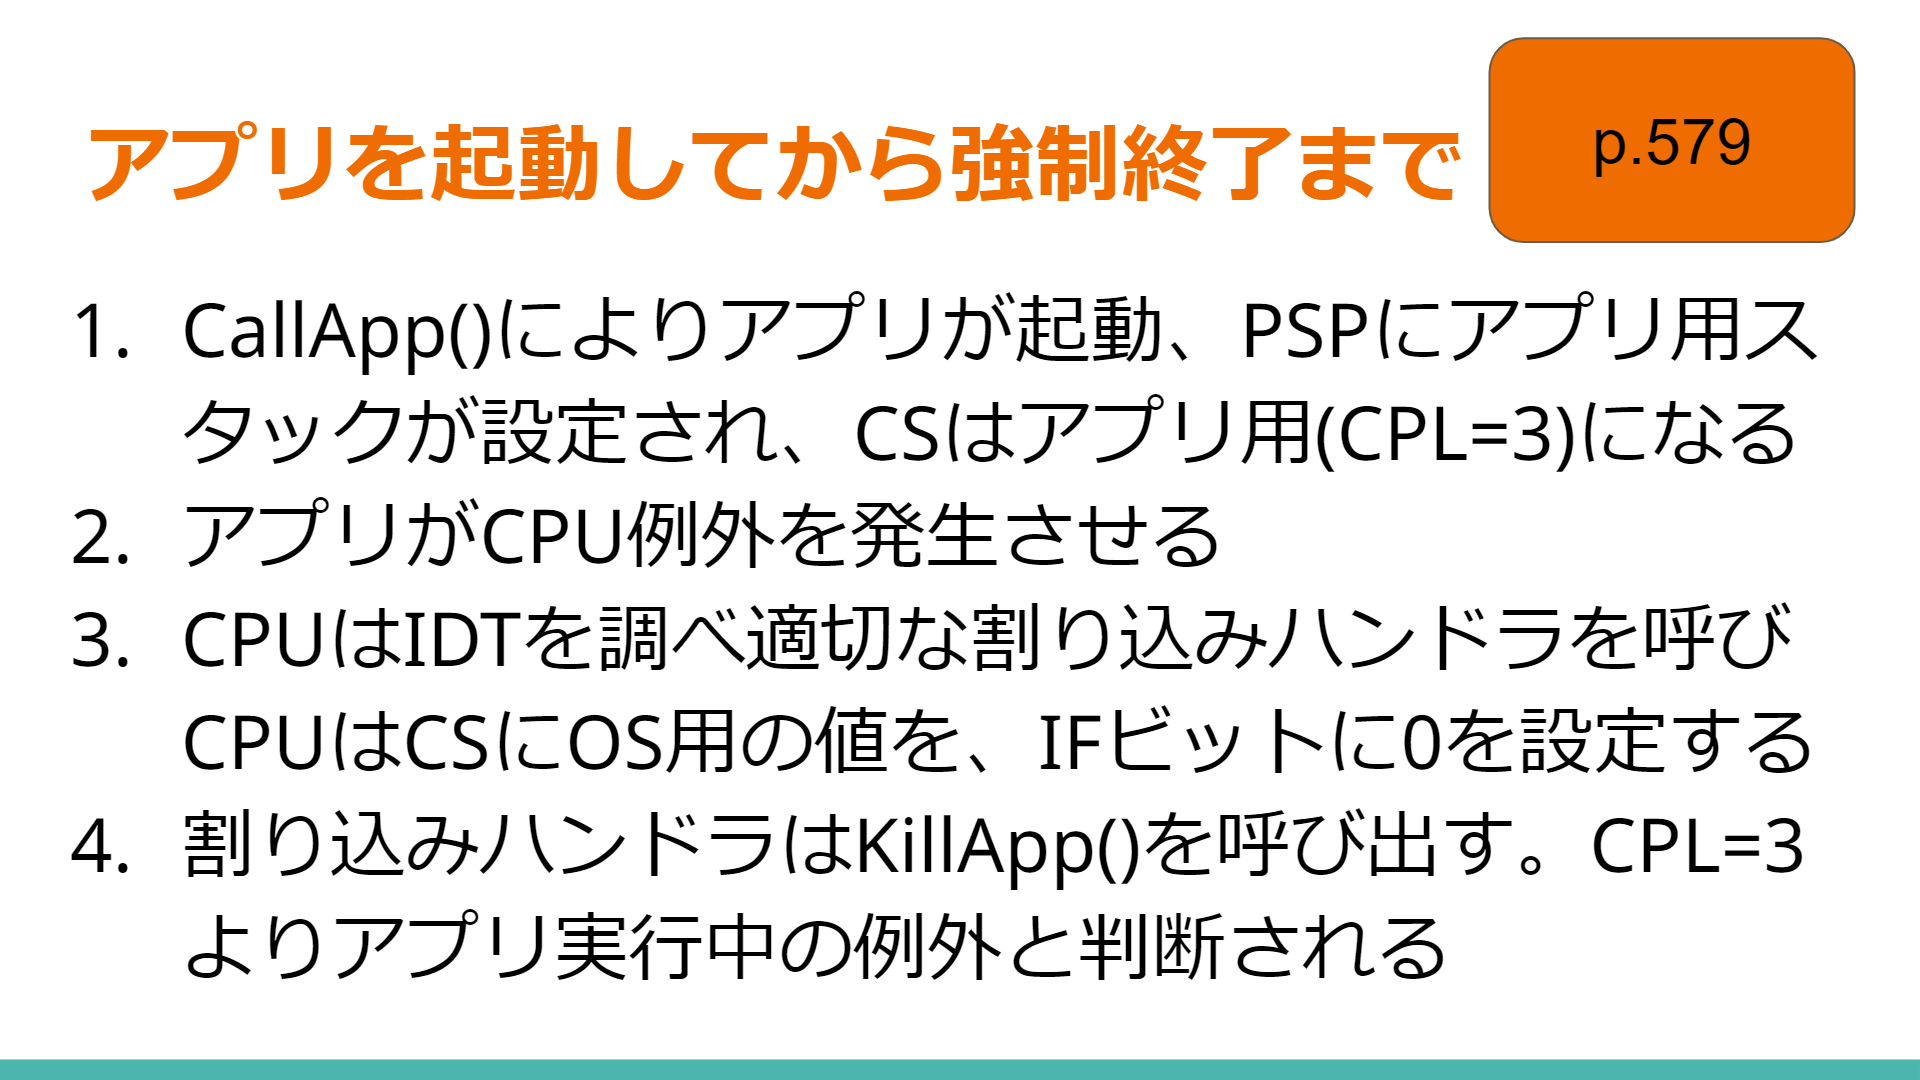 アプリを起動してから強制終了まで
p.579
1. CallApp()によりアプリが起動、PSPにアプリ用ス
タックが設定され、CSはアプリ用(CPL=3)になる
2. アプリがCPU例外を発生させる
3. CPUはIDTを調べ適切な割り込みハンドラを呼び
CPUはCSにOS用の値を、IFビットに0を設定する
4. 割り込みハンドラはKillApp()を呼び出す。CPL=3
よりアプリ実行中の例外と判断される